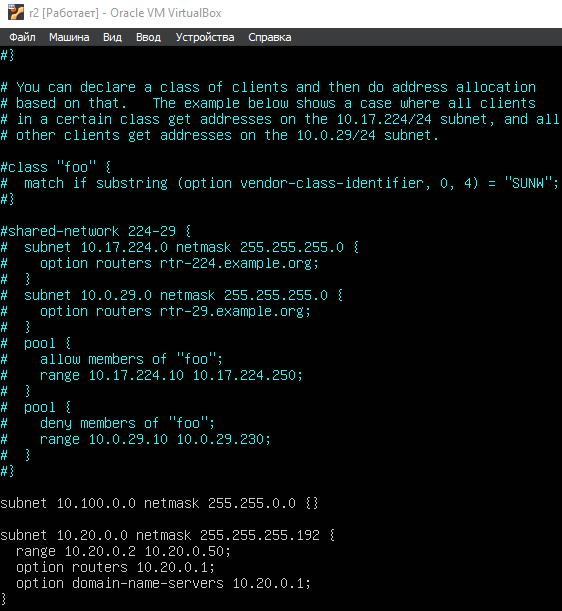 r2 [Работает] - Oracle VM VirtualBox
Файл Машина Вид Ввод Устройства Справка
#}
# You can declare a class of clients and then do address allocation
# based on that.   The example below shows a case where all clients
# in a certain class get addresses on the 10.17.224/24 subnet, and all
# other clients get addresses on the 10.0.29/24 subnet.
#class "foo" {
#  match if substring (option vendor-class-identifier, 0, 4) = "SUNW";
#}
#shared-network 224-29 {
#  subnet 10.17.224.0 netmask 255.255.255.0 {
#    option routers rtr-224.example.org;
#  }
#  subnet 10.0.29.0 netmask 255.255.255.0 {
#    option routers rtr-29.example.org;
#  }
#  pool {
#    allow members of "foo";
#    range 10.17.224.10 10.17.224.250;
#  }
#  pool {
#    deny members of "foo";
#    range 10.0.29.10 10.0.29.230;
#  }
#}
subnet 10.100.0.0 netmask 255.255.0.0 {}
subnet 10.20.0.0 netmask 255.255.255.192 {
  range 10.20.0.2 10.20.0.50;
  option routers 10.20.0.1;
  option domain-name-servers 10.20.0.1;
}